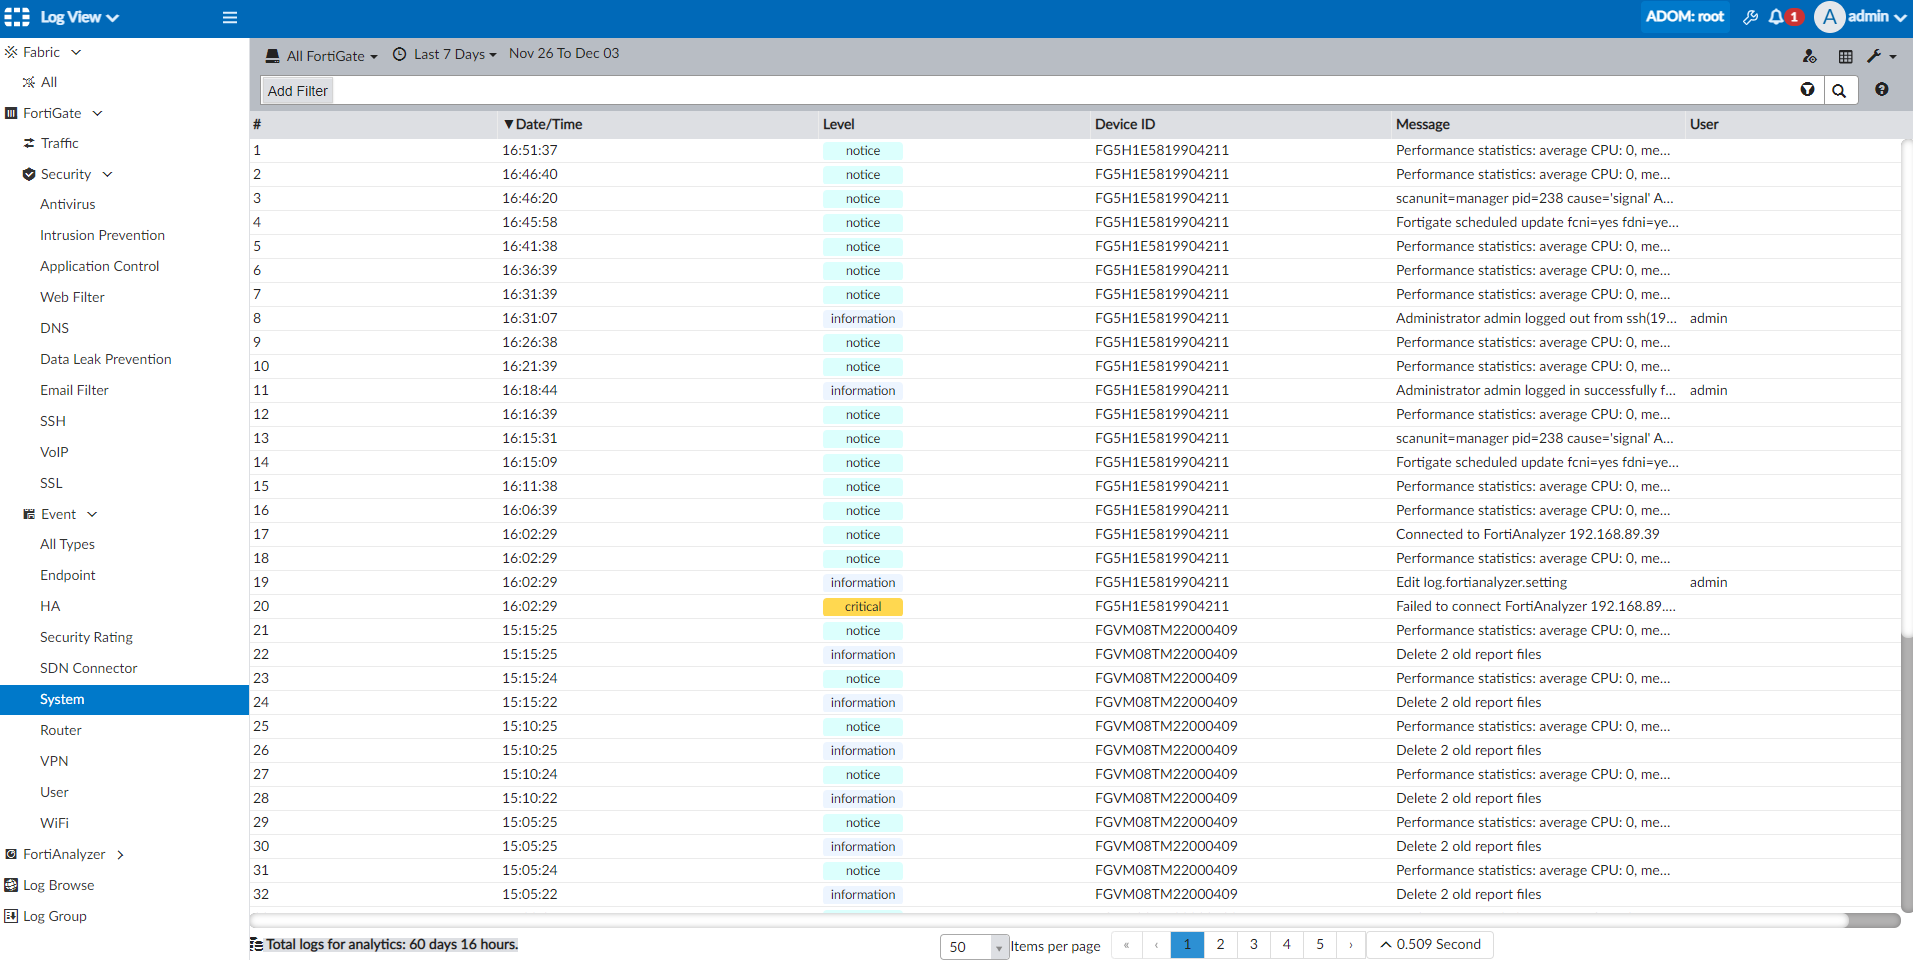 Log View ADOM: root 1 A admin
Fabric
All
FortiGate
Traffic
Security
Antivirus
Intrusion Prevention
Application Control
Web Filter
DNS
Data Leak Prevention
Email Filter
SSH
VoIP
SSL
Event
All Types
Endpoint
HA
Security Rating
SDN Connector
System
Router
VPN
User
WiFi
FortiAnalyzer
Log Browse
Log Group
All FortiGate Last 7 Days Nov 26 To Dec 03
Add Filter
# Date/Time Level Device ID Message User
1 16:51:37 notice FG5H1E5819904211 Performance statistics: average CPU: 0, me...
2 16:46:40 notice FG5H1E5819904211 Performance statistics: average CPU: 0, me...
3 16:46:20 notice FG5H1E5819904211 scanunit=manager pid=238 cause='signal' A...
4 16:45:58 notice FG5H1E5819904211 Fortigate scheduled update fcni=yes fdni=ye...
5 16:41:38 notice FG5H1E5819904211 Performance statistics: average CPU: 0, me...
6 16:36:39 notice FG5H1E5819904211 Performance statistics: average CPU: 0, me...
7 16:31:39 notice FG5H1E5819904211 Performance statistics: average CPU: 0, me...
8 16:31:07 information FG5H1E5819904211 Administrator admin logged out from ssh(19... admin
9 16:26:38 notice FG5H1E5819904211 Performance statistics: average CPU: 0, me...
10 16:21:39 notice FG5H1E5819904211 Performance statistics: average CPU: 0, me...
11 16:18:44 information FG5H1E5819904211 Administrator admin logged in successfully f... admin
12 16:16:39 notice FG5H1E5819904211 Performance statistics: average CPU: 0, me...
13 16:15:31 notice FG5H1E5819904211 scanunit=manager pid=238 cause='signal' A...
14 16:15:09 notice FG5H1E5819904211 Fortigate scheduled update fcni=yes fdni=ye...
15 16:11:38 notice FG5H1E5819904211 Performance statistics: average CPU: 0, me...
16 16:06:39 notice FG5H1E5819904211 Performance statistics: average CPU: 0, me...
17 16:02:29 notice FG5H1E5819904211 Connected to FortiAnalyzer 192.168.89.39
18 16:02:29 notice FG5H1E5819904211 Performance statistics: average CPU: 0, me...
19 16:02:29 information FG5H1E5819904211 Edit log.fortianalyzer.setting admin
20 16:02:29 critical FG5H1E5819904211 Failed to connect FortiAnalyzer 192.168.89....
21 15:15:25 notice FGVM08TM22000409 Performance statistics: average CPU: 0, me...
22 15:15:25 information FGVM08TM22000409 Delete 2 old report files
23 15:15:24 notice FGVM08TM22000409 Performance statistics: average CPU: 0, me...
24 15:15:22 information FGVM08TM22000409 Delete 2 old report files
25 15:10:25 notice FGVM08TM22000409 Performance statistics: average CPU: 0, me...
26 15:10:25 information FGVM08TM22000409 Delete 2 old report files
27 15:10:24 notice FGVM08TM22000409 Performance statistics: average CPU: 0, me...
28 15:10:22 information FGVM08TM22000409 Delete 2 old report files
29 15:05:25 notice FGVM08TM22000409 Performance statistics: average CPU: 0, me...
30 15:05:25 information FGVM08TM22000409 Delete 2 old report files
31 15:05:24 notice FGVM08TM22000409 Performance statistics: average CPU: 0, me...
32 15:05:22 information FGVM08TM22000409 Delete 2 old report files
Total logs for analytics: 60 days 16 hours. 50 Items per page « ‹ 1 2 3 4 5 › 0.509 Second